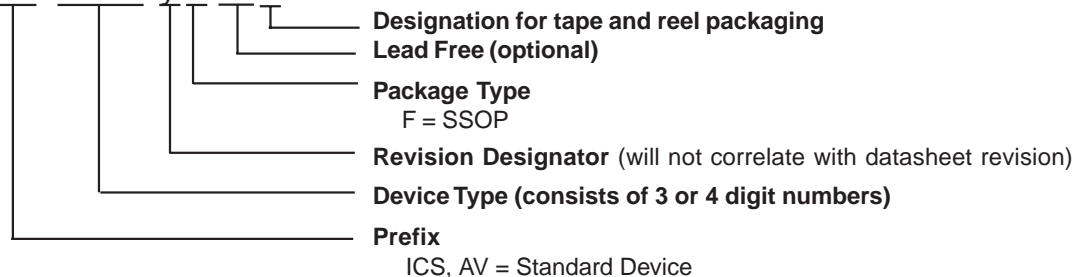 Designation for tape and reel packaging
Lead Free (optional)
Package Type
F = SSOP
Revision Designator (will not correlate with datasheet revision)
Device Type (consists of 3 or 4 digit numbers)
Prefix
ICS, AV = Standard Device